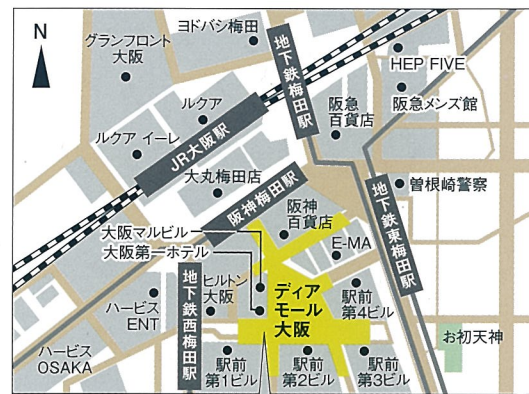 N
ヨドバシ梅田
グランフロント
大阪
地下鉄梅田駅
HEP FIVE
ルクア
阪急
百貨店
阪急メンズ館
JR大阪駅
ルクア イーレ
大丸梅田店
阪神梅田駅
地下鉄東梅田駅
曽根崎警察
大阪マルビル
大阪第一ホテル
阪神
百貨店
E-MA
地下鉄西梅田駅
ヒルトン
大阪
ディア
モール
大阪
駅前
第4ビル
ハービス
ENT
お初天神
ハービス
OSAKA
駅前
第1ビル
駅前
第2ビル
駅前
第3ビル